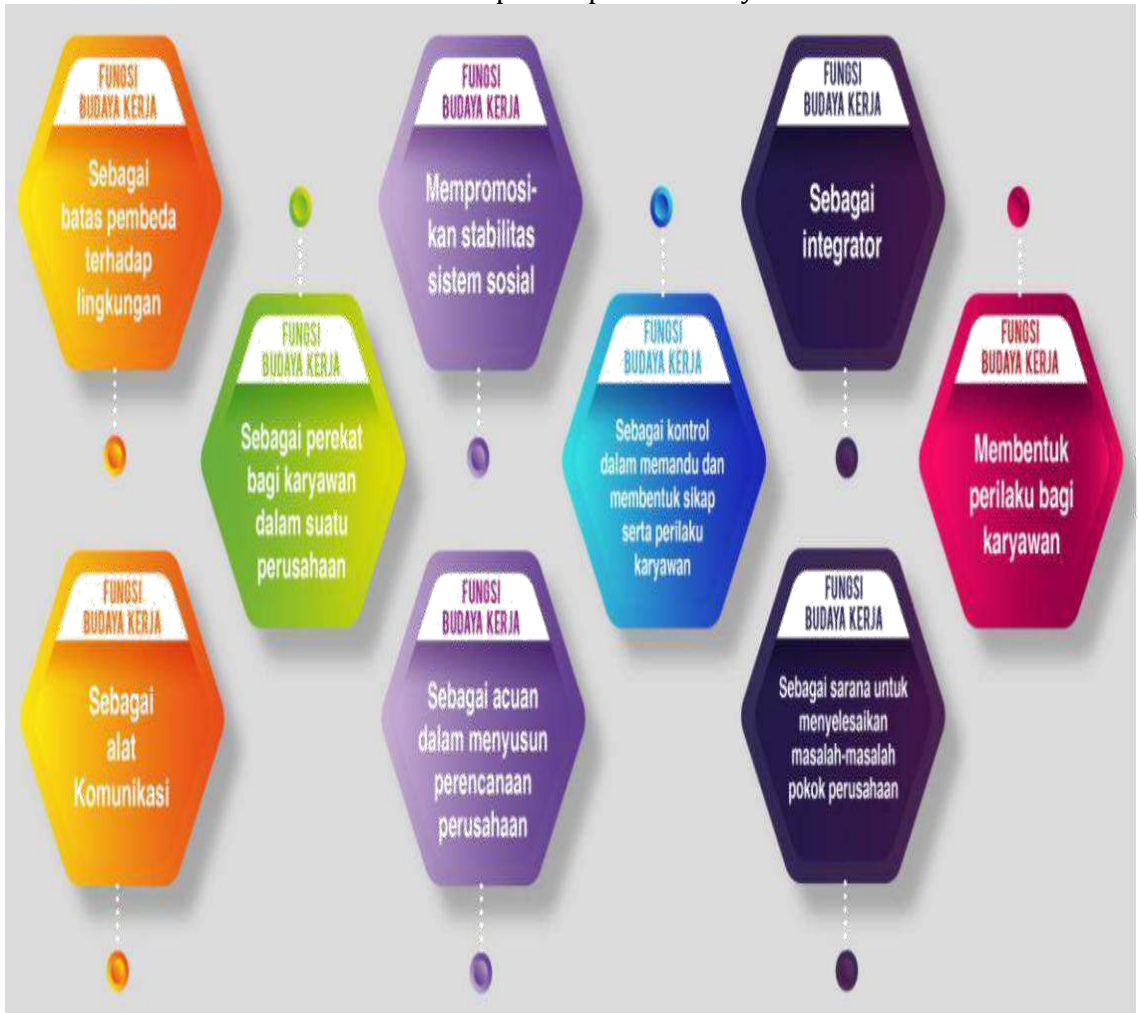 FUNGSI
BUDAYA KERJA
Sebagai
batas pembeda
terhadap
lingkungan
FUNGSI
BUDAYA KERJA
Mempromosi-
kan stabilitas
sistem sosial
FUNGSI
BUDAYA KERJA
Sebagai
integrator
FUNGSI
BUDAYA KERJA
Sebagai perekat
bagi karyawan
dalam suatu
perusahaan
FUNGSI
BUDAYA KERJA
Sebagai kontrol
dalam memandu dan
membentuk sikap
serta perilaku
karyawan
FUNGSI
BUDAYA KERJA
Membentuk
perilaku bagi
karyawan
FUNGSI
BUDAYA KERJA
Sebagai
alat
Komunikasi
FUNGSI
BUDAYA KERJA
Sebagai acuan
dalam menyusun
perencanaan
perusahaan
FUNGSI
BUDAYA KERJA
Sebagai sarana untuk
menyelesaikan
masalah-masalah
pokok perusahaan